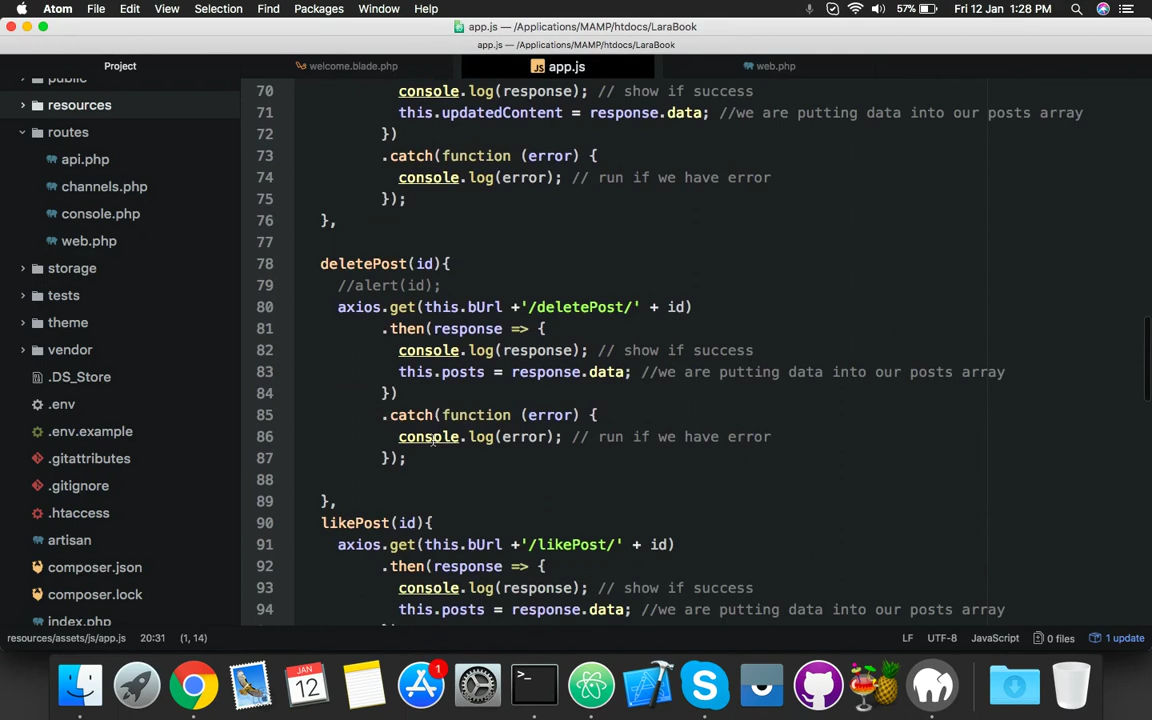 Atom File Edit View Selection Find Packages Window Help 57% Fri 12 Jan 1:28 PM
app.js — /Applications/MAMP/htdocs/LaraBook
app.js — /Applications/MAMP/htdocs/LaraBook
Project welcome.blade.php JS app.js web.php
public
resources
routes
api.php
channels.php
console.php
web.php
storage
tests
theme
vendor
.DS_Store
.env
.env.example
.gitattributes
.gitignore
.htaccess
artisan
composer.json
composer.lock
index.php
70 console.log(response); // show if success
71 this.updatedContent = response.data; //we are putting data into our posts array
72 })
73 .catch(function (error) {
74 console.log(error); // run if we have error
75 });
76 },
77
78 deletePost(id){
79 //alert(id);
80 axios.get(this.bUrl +'/deletePost/' + id)
81 .then(response => {
82 console.log(response); // show if success
83 this.posts = response.data; //we are putting data into our posts array
84 })
85 .catch(function (error) {
86 console.log(error); // run if we have error
87 });
88
89 },
90 likePost(id){
91 axios.get(this.bUrl +'/likePost/' + id)
92 .then(response => {
93 console.log(response); // show if success
94 this.posts = response.data; //we are putting data into our posts array
resources/assets/js/app.js 20:31 (1, 14) LF UTF-8 JavaScript 0 files 1 update
JAN
12
1